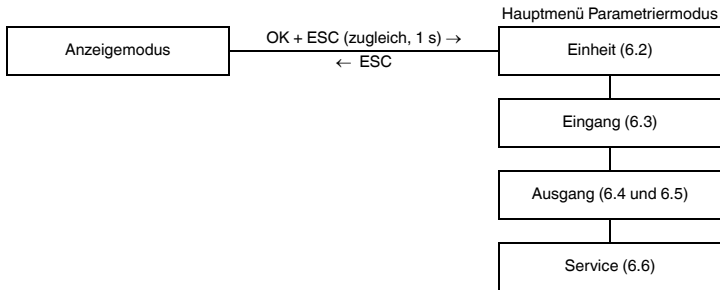 Hauptmenü Parametriermodus
Anzeigemodus
OK + ESC (zugleich, 1 s) →
← ESC
Einheit (6.2)
Eingang (6.3)
Ausgang (6.4 und 6.5)
Service (6.6)